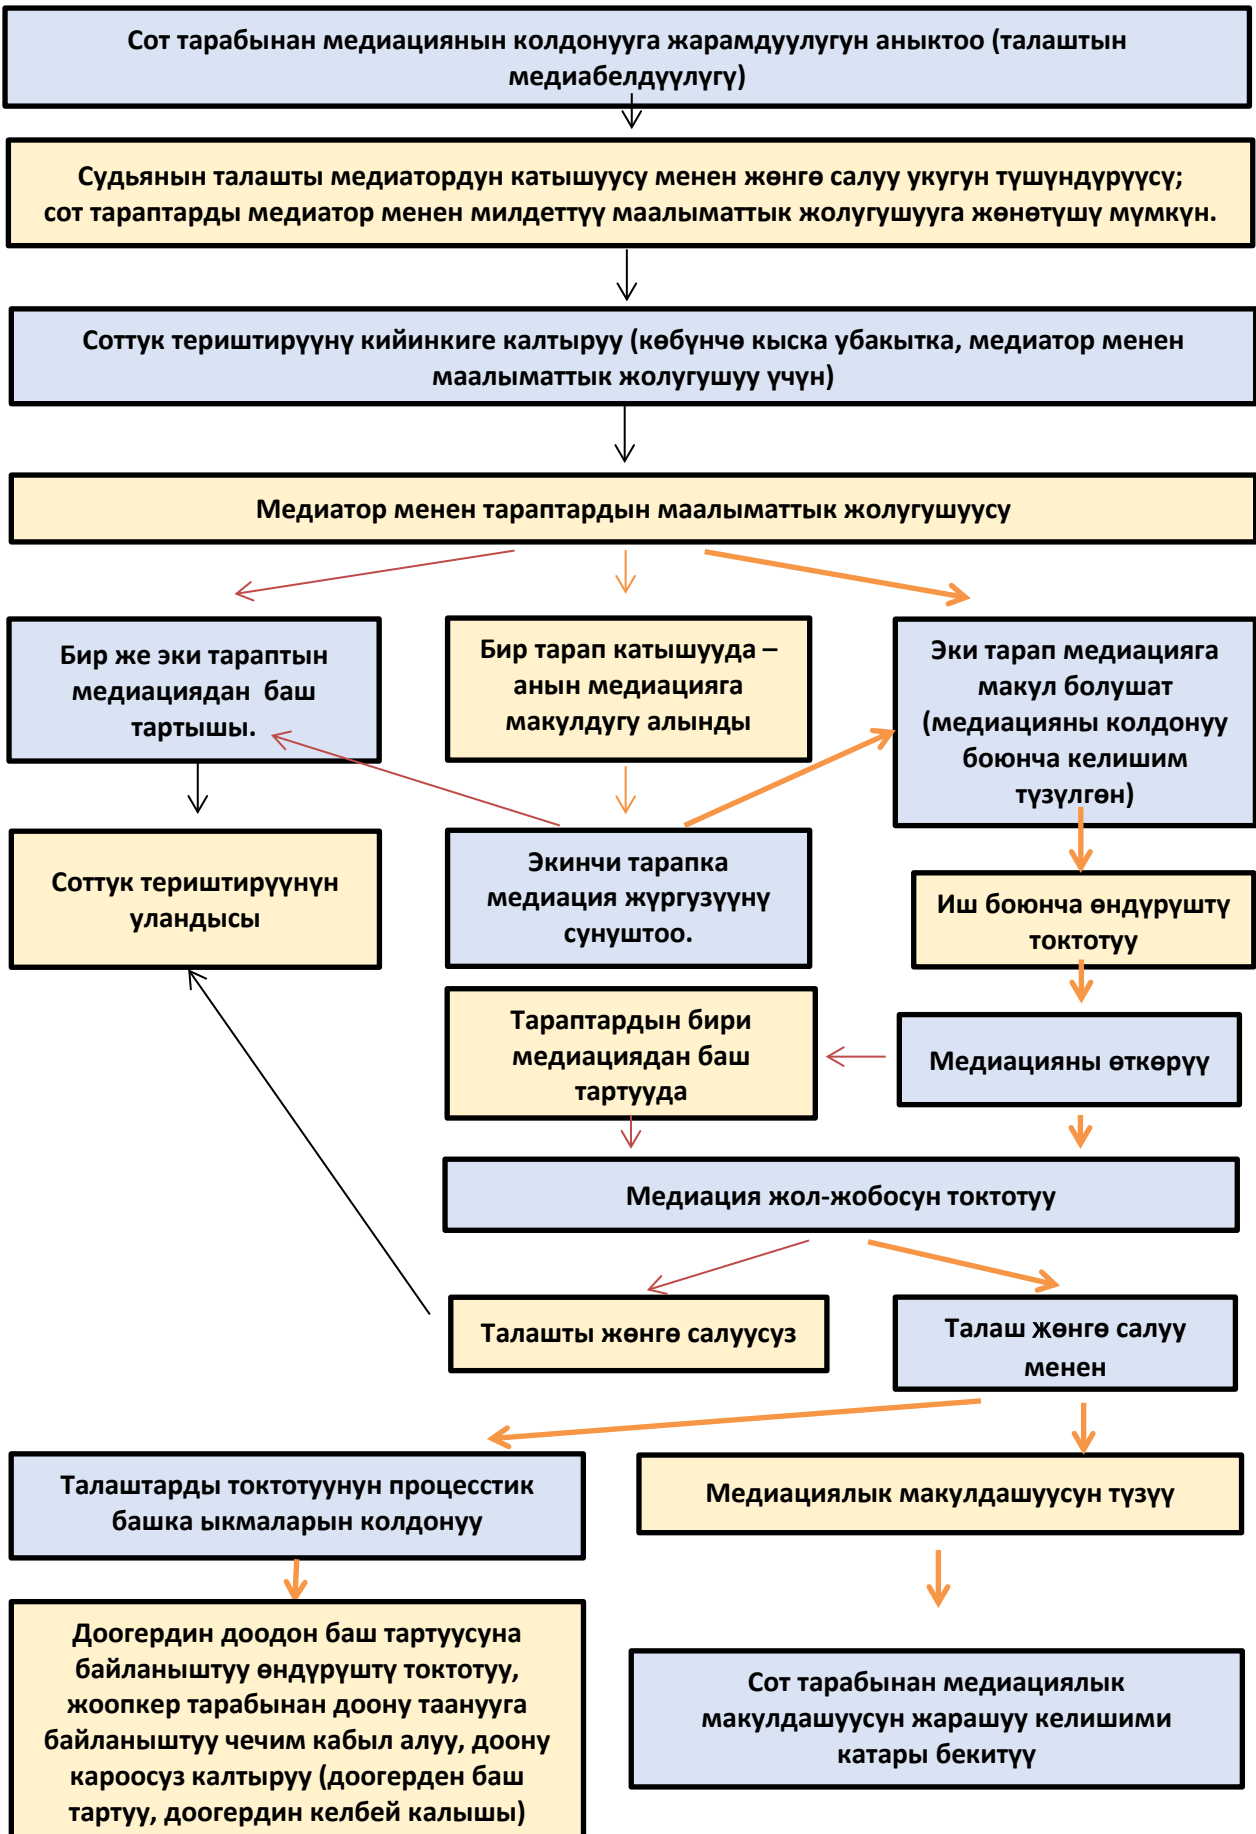 Сот тарабынан медиациянын колдонууга жарамдуулугун аныктоо (талаштын
медиабелдүүлүгү)
Судьянын талашты медиатордун катышуусу менен жөнгө салуу укугун түшүндүрүүсү;
сот тараптарды медиатор менен милдеттүү маалыматтык жолугушууга жөнөтүшү мүмкүн.
Соттук териштирүүнү кийинкиге калтыруу (көбүнчө кыска убакытка, медиатор менен
маалыматтык жолугушуу үчүн)
Медиатор менен тараптардын маалыматтык жолугушуусу
Бир же эки тараптын
медиациядан баш
тартышы.
Бир тарап катышууда –
анын медиацияга
макулдугу алынды
Эки тарап медиацияга
макул болушат
(медиацияны колдонуу
боюнча келишим
түзүлгөн)
Соттук териштирүүнүн
уландысы
Экинчи тарапка
медиация жүргузүүнү
сунуштоо.
Иш боюнча өндүрүштү
токтотуу
Тараптардын бири
медиациядан баш
тартууда
Медиацияны өткөрүү
Медиация жол-жобосун токтотуу
Талашты жөнгө салуусуз
Талаш жөнгө салуу
менен
Талаштарды токтотуунун процесстик
башка ыкмаларын колдонуу
Медиациялык макулдашуусун түзүү
Доогердин доодон баш тартуусуна
байланыштуу өндүрүштү токтотуу,
жоопкер тарабынан доону таанууга
байланыштуу чечим кабыл алуу, доону
кароосуз калтыруу (доогерден баш
тартуу, доогердин келбей калышы)
Сот тарабынан медиациялык
макулдашуусун жарашуу келишими
катары бекитүү